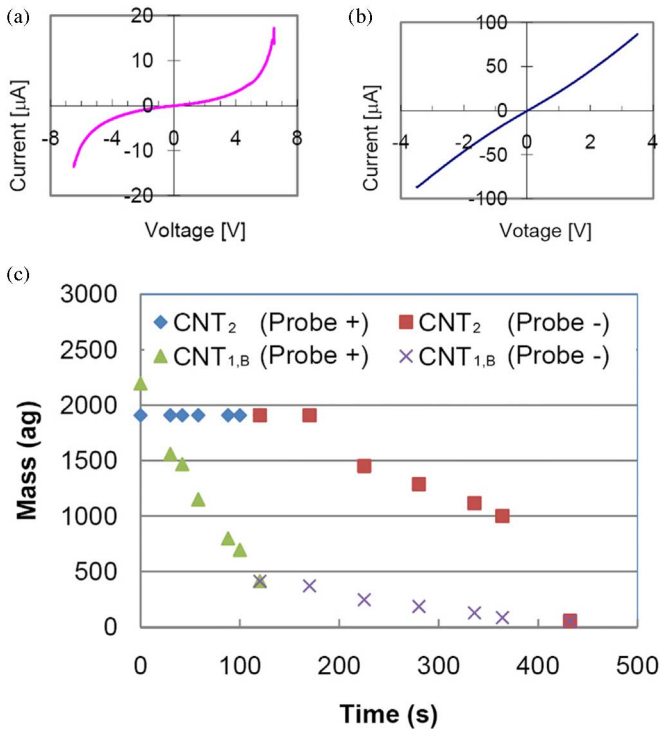 (a)
20
10
0
-10
-20
-8
-4
0
4
8
Current [µA]
Voltage [V]
(b)
100
50
0
-50
-100
-4
-2
0
2
4
Current [µA]
Votage [V]
(c)
3000
2500
2000
1500
1000
500
0
CNT₂ (Probe +)
CNT₂ (Probe -)
CNT₁,B (Probe +)
CNT₁,B (Probe -)
Mass (ag)
0
100
200
300
400
500
Time (s)